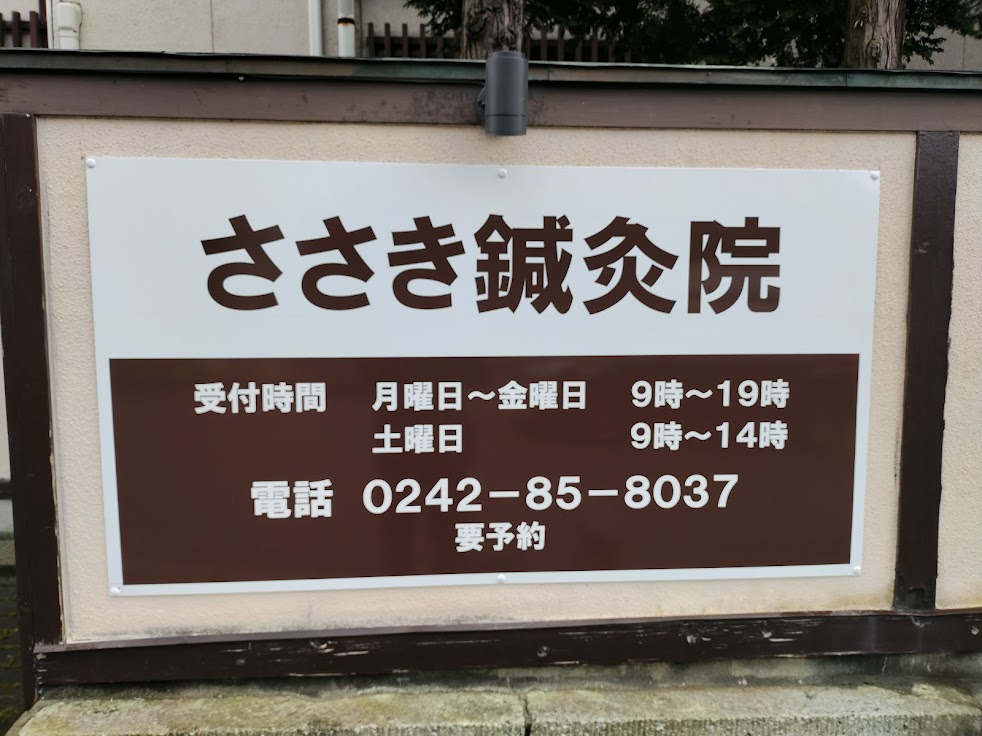 ささき鍼灸院
受付時間 月曜日～金曜日 9時～19時
土曜日 9時～14時
電話 0242－85－8037
要予約